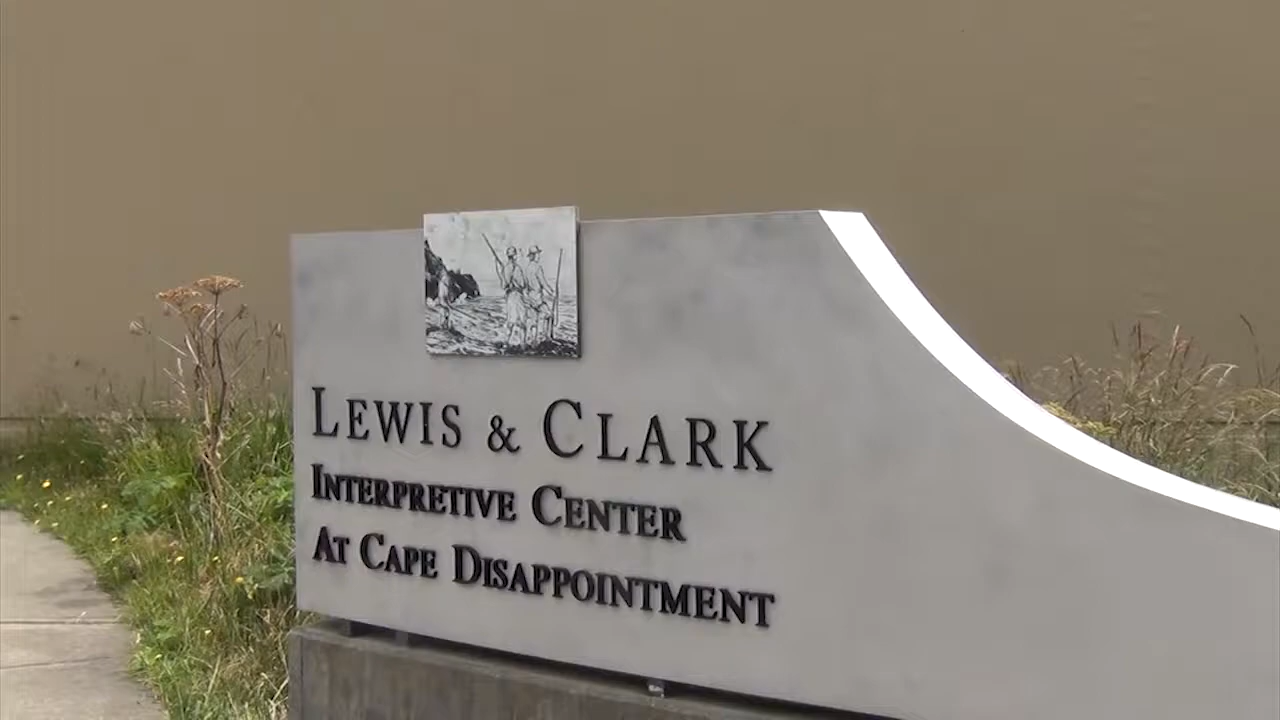 LEWIS & CLARK
INTERPRETIVE CENTER
AT CAPE DISAPPOINTMENT